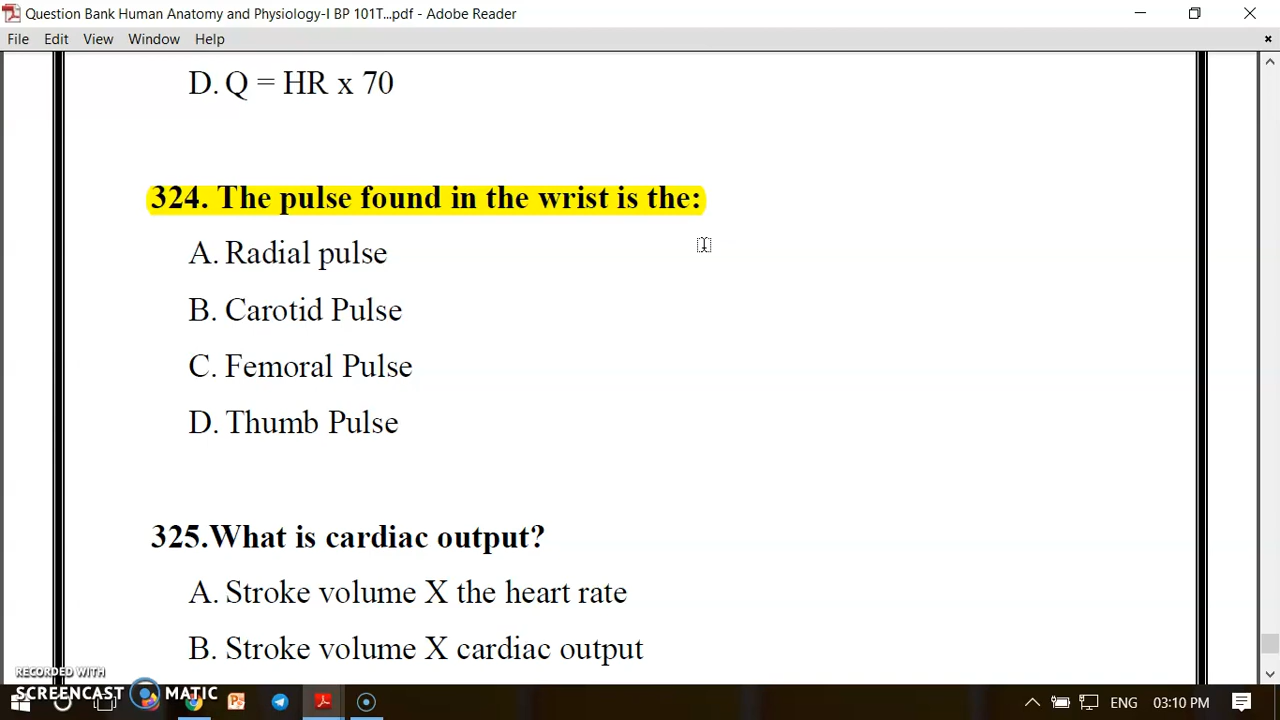 Question Bank Human Anatomy and Physiology-I BP 101T...pdf - Adobe Reader
File Edit View Window Help
D. Q = HR x 70
324. The pulse found in the wrist is the:
A. Radial pulse
B. Carotid Pulse
C. Femoral Pulse
D. Thumb Pulse
325.What is cardiac output?
A. Stroke volume X the heart rate
B. Stroke volume X cardiac output
RECORDED WITH
SCREENCAST MATIC
ENG 03:10 PM